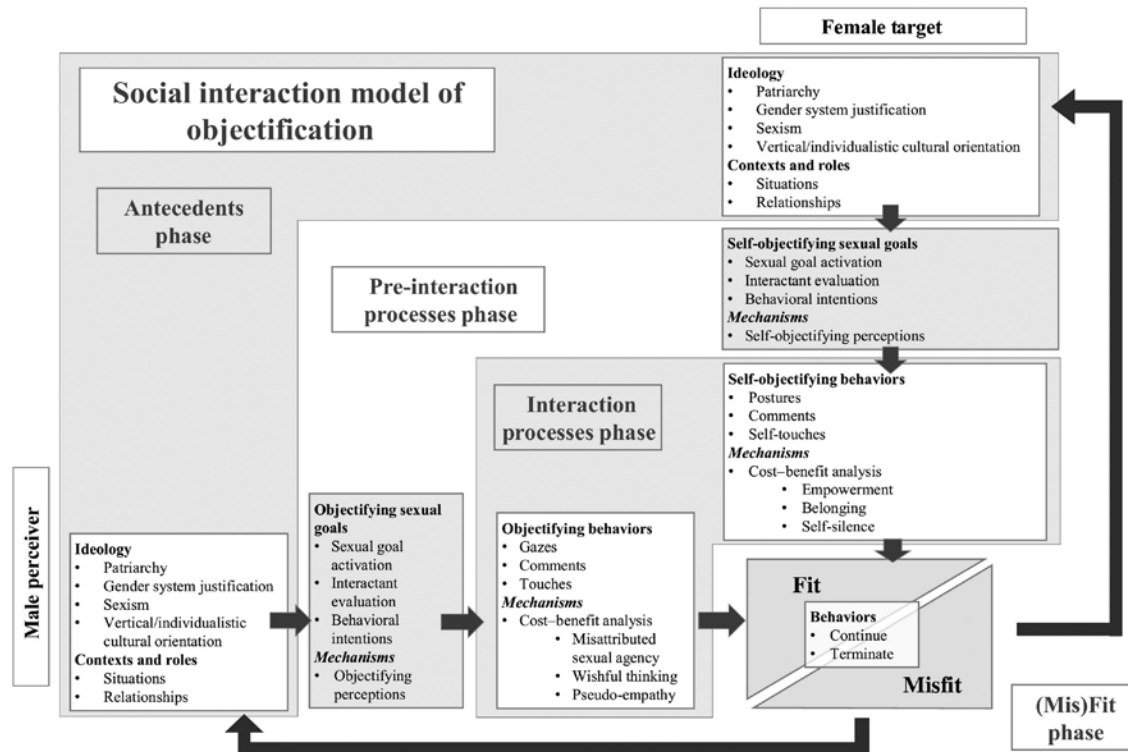 Female target
Social interaction model of
objectification
Ideology
• Patriarchy
• Gender system justification
• Sexism
• Vertical/individualistic cultural orientation
Contexts and roles
• Situations
• Relationships
Antecedents
phase
Self-objectifying sexual goals
• Sexual goal activation
• Interactant evaluation
• Behavioral intentions
Mechanisms
• Self-objectifying perceptions
Pre-interaction
processes phase
Self-objectifying behaviors
• Postures
• Comments
• Self-touches
Mechanisms
• Cost–benefit analysis
• Empowerment
• Belonging
• Self-silence
Interaction
processes phase
Male perceiver
Ideology
• Patriarchy
• Gender system justification
• Sexism
• Vertical/individualistic
cultural orientation
Contexts and roles
• Situations
• Relationships
Objectifying sexual
goals
• Sexual goal
activation
• Interactant
evaluation
• Behavioral
intentions
Mechanisms
• Objectifying
perceptions
Objectifying behaviors
• Gazes
• Comments
• Touches
Mechanisms
• Cost–benefit analysis
• Misattributed
sexual agency
• Wishful thinking
• Pseudo-empathy
Fit
Behaviors
• Continue
• Terminate
Misfit
(Mis)Fit
phase